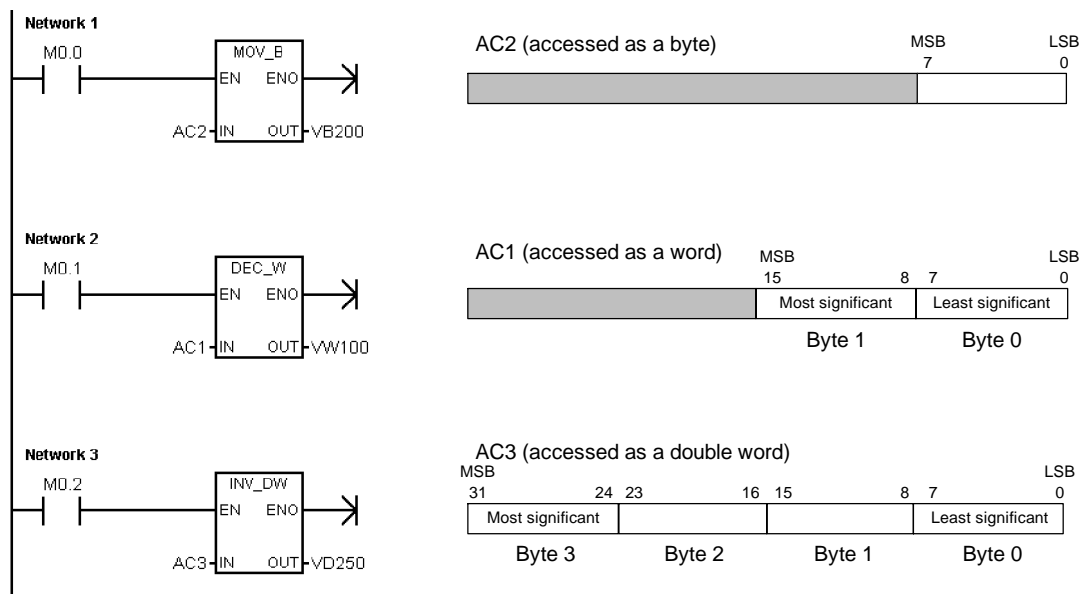 Network 1
M0.0
MOV_B
EN ENO
AC2 IN OUT VB200
AC2 (accessed as a byte)
MSB LSB
7 0
Network 2
M0.1
DEC_W
EN ENO
AC1 IN OUT VW100
AC1 (accessed as a word)
MSB LSB
15 8 7 0
Most significant Least significant
Byte 1 Byte 0
Network 3
M0.2
INV_DW
EN ENO
AC3 IN OUT VD250
AC3 (accessed as a double word)
MSB LSB
31 24 23 16 15 8 7 0
Most significant Least significant
Byte 3 Byte 2 Byte 1 Byte 0